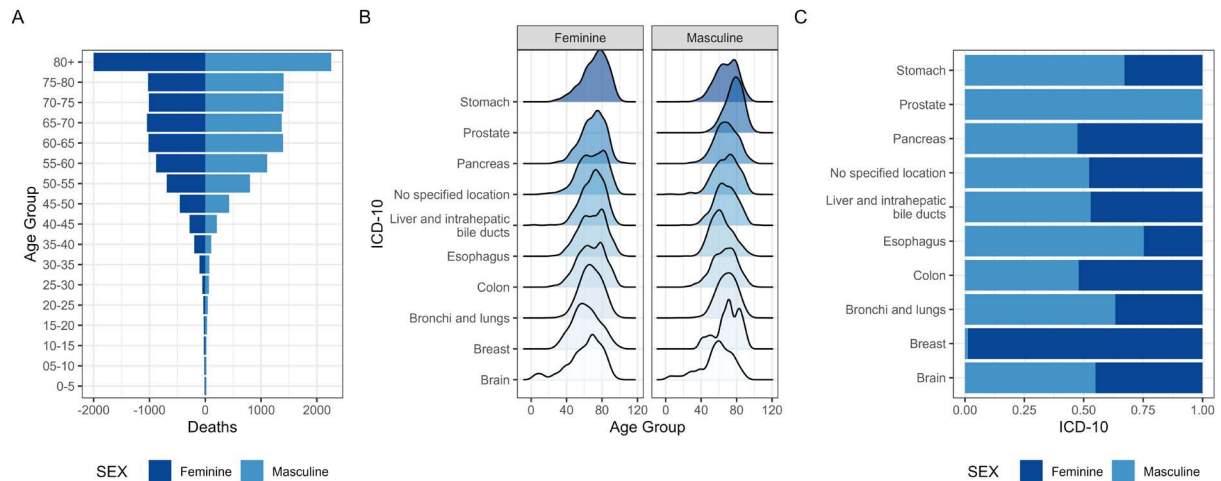 A
80+
75-80
70-75
65-70
60-65
55-60
50-55
45-50
40-45
35-40
30-35
25-30
20-25
15-20
10-15
05-10
0-5
Age Group
-2000 -1000 0 1000 2000
Deaths
SEX Feminine Masculine
B
Feminine Masculine
Stomach
Prostate
Pancreas
No specified location
Liver and intrahepatic
bile ducts
Esophagus
Colon
Bronchi and lungs
Breast
Brain
ICD-10
0 40 80 120 0 40 80 120
Age Group
C
Stomach
Prostate
Pancreas
No specified location
Liver and intrahepatic
bile ducts
Esophagus
Colon
Bronchi and lungs
Breast
Brain
0.00 0.25 0.50 0.75 1.00
ICD-10
SEX Feminine Masculine